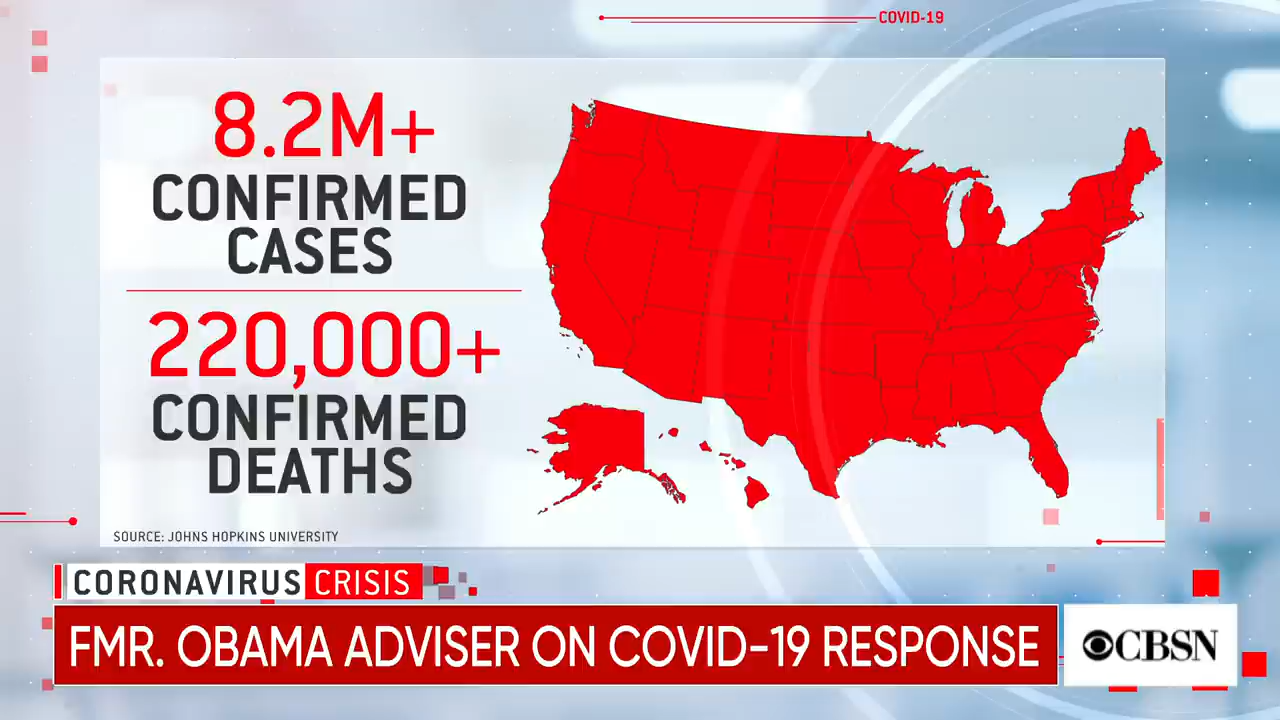 COVID-19
8.2M+
CONFIRMED
CASES
220,000+
CONFIRMED
DEATHS
SOURCE: JOHNS HOPKINS UNIVERSITY
CORONAVIRUS CRISIS
FMR. OBAMA ADVISER ON COVID-19 RESPONSE
CBSN